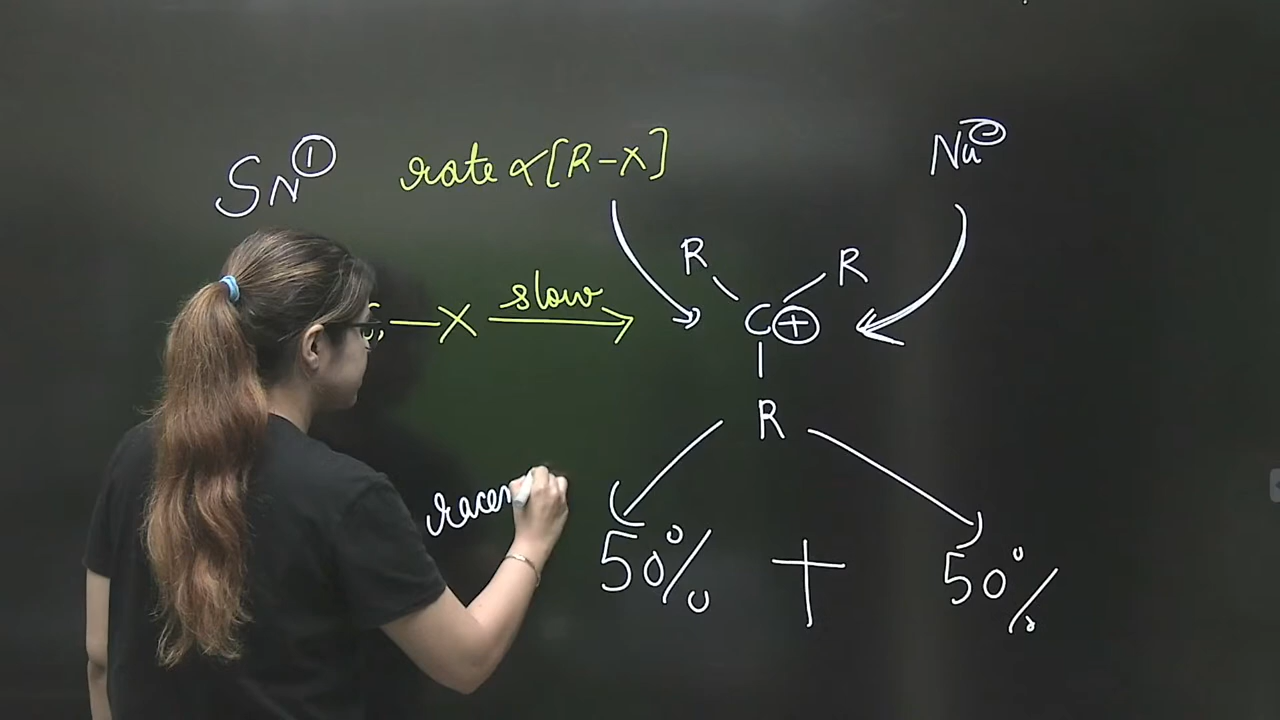 SN①
rate ∝ [R-X]
Nu⊖
R R
—X slow → C⊕
R
racem
50% + 50%